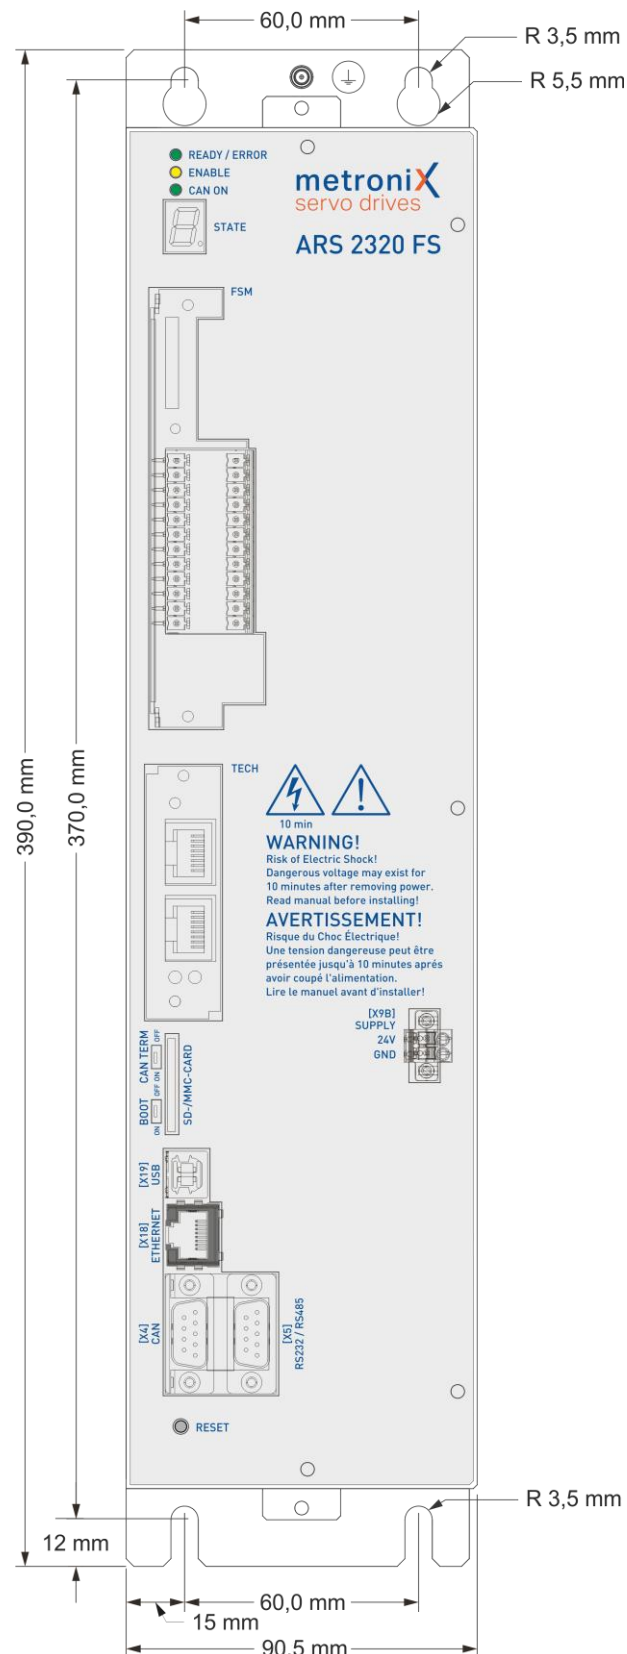 60,0 mm
R 3,5 mm
R 5,5 mm
READY / ERROR
ENABLE
CAN ON
STATE
metroniX
servo drives
ARS 2320 FS
FSM
390,0 mm
370,0 mm
TECH
10 min
WARNING!
Risk of Electric Shock!
Dangerous voltage may exist for
10 minutes after removing power.
Read manual before installing!
AVERTISSEMENT!
Risque du Choc Électrique!
Une tension dangereuse peut être
présentée jusqu'à 10 minutes aprés
avoir coupé l'alimentation.
Lire le manuel avant d'installer!
[X9B]
SUPPLY
24V
GND
CAN TERM
OFF
ON
BOOT
OFF
ON
SD-/MMC-CARD
[X19]
USB
[X18]
ETHERNET
[X4]
CAN
[X5]
RS232 / RS485
RESET
R 3,5 mm
12 mm
60,0 mm
15 mm
90,5 mm